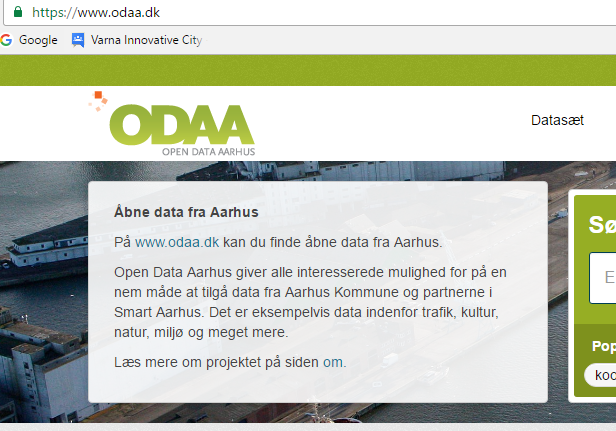 https://www.odaa.dk
Google
Varna Innovative City
ODAA
OPEN DATA AARHUS
Datasæt
Åbne data fra Aarhus
På www.odaa.dk kan du finde åbne data fra Aarhus.
Open Data Aarhus giver alle interesserede mulighed for på en
nem måde at tilgå data fra Aarhus Kommune og partnerne i
Smart Aarhus. Det er eksempelvis data indenfor trafik, kultur,
natur, miljø og meget mere.
Læs mere om projektet på siden om.